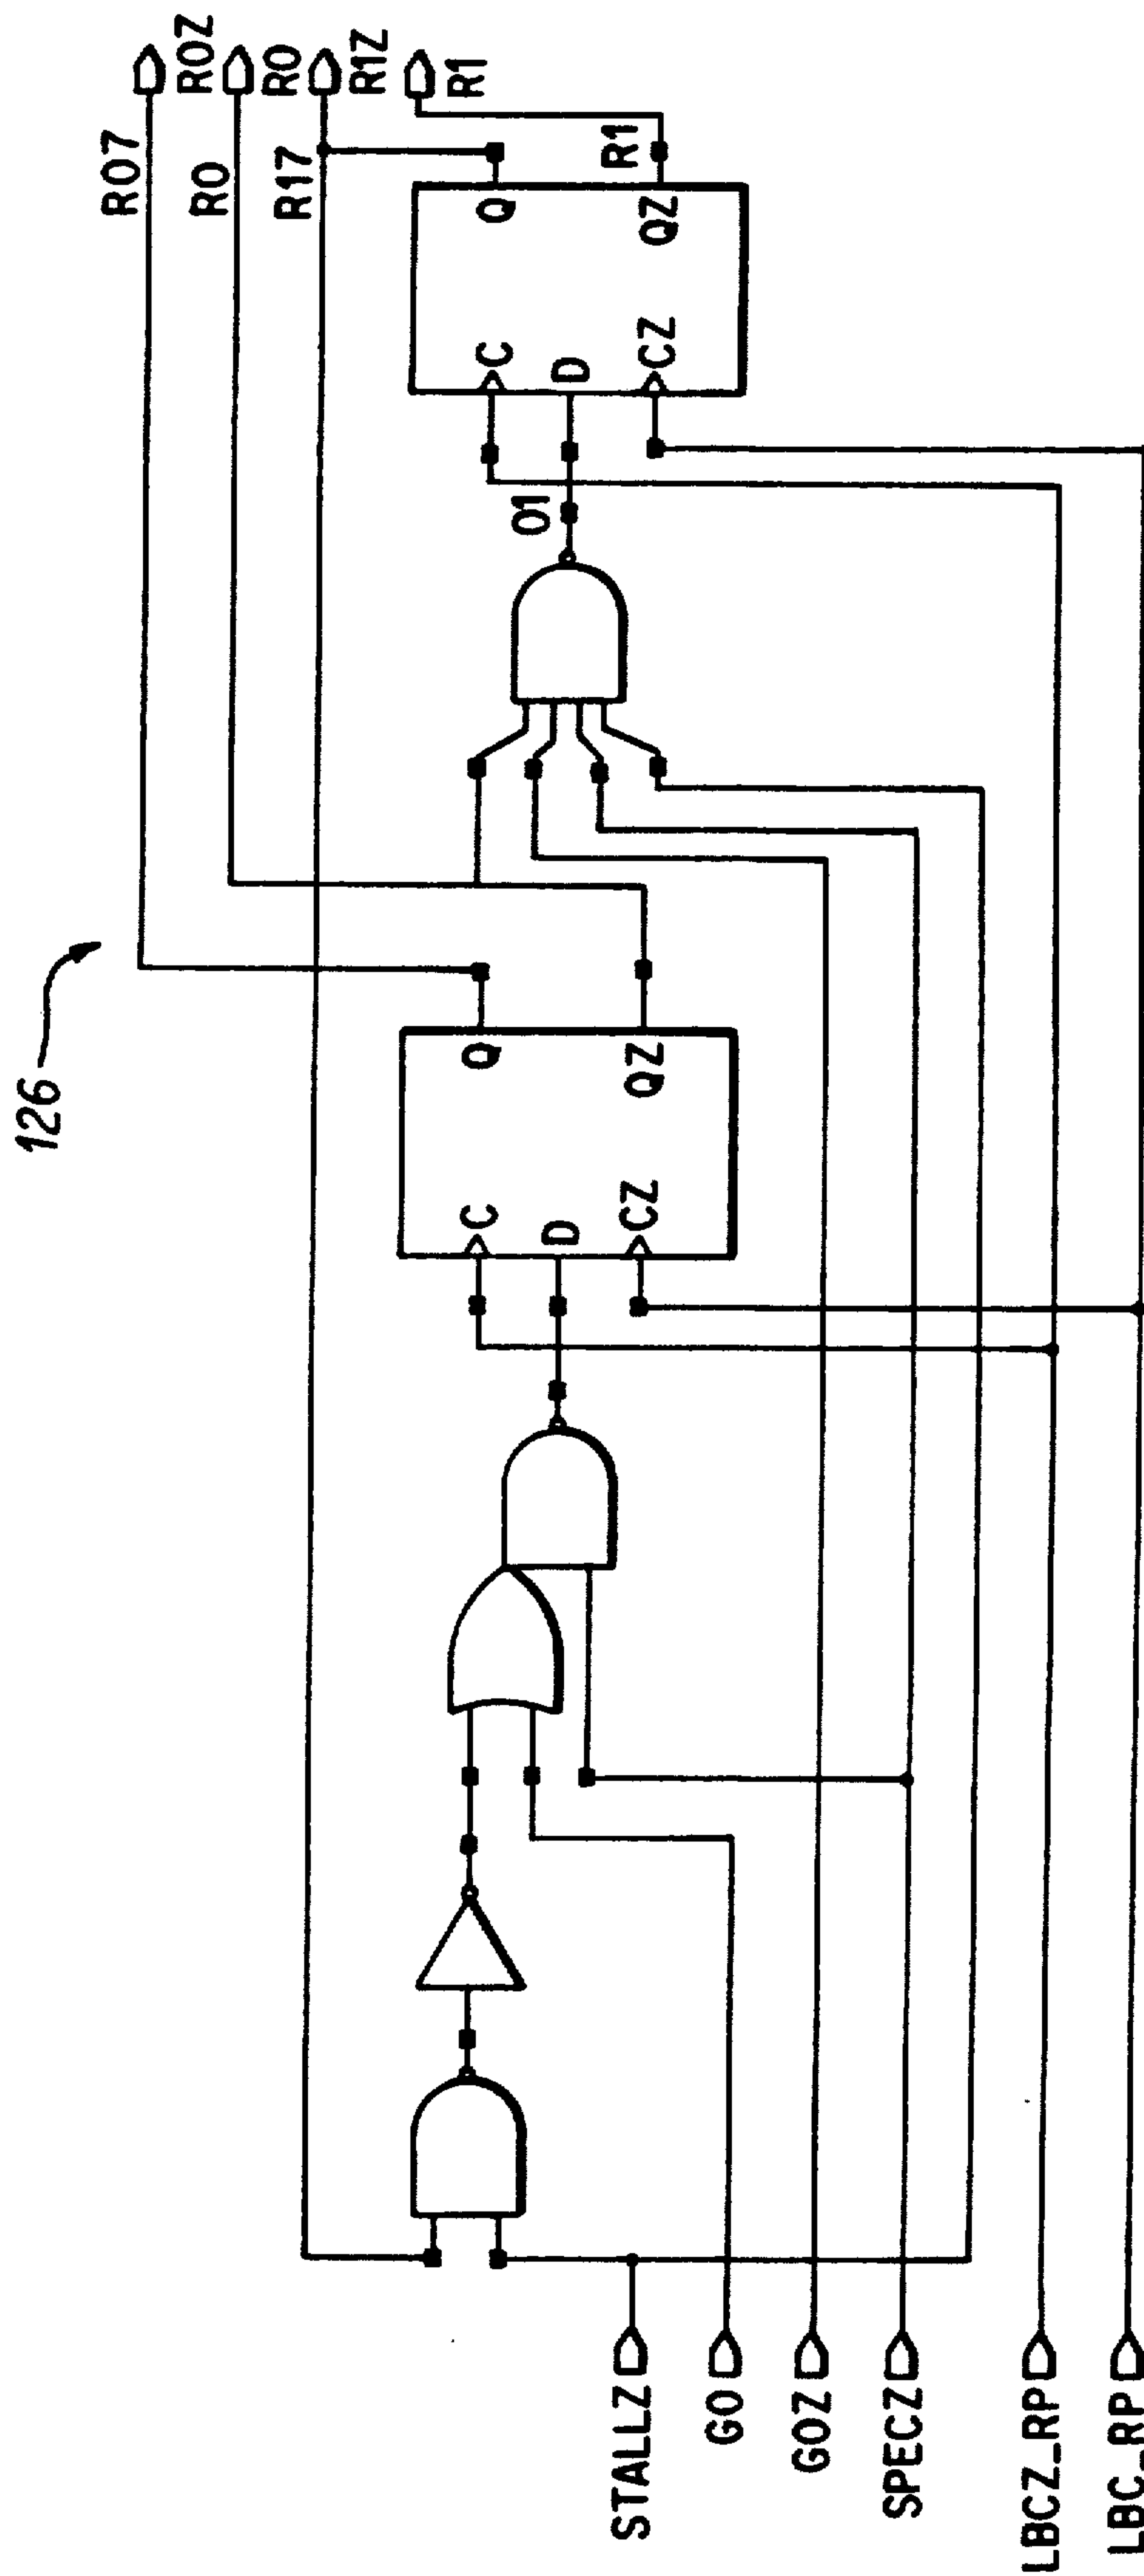 126
R07
R0Z
R0
R0
R17
R1Z
R1
R1
Q
QZ
C
D
CZ
01
Q
QZ
C
D
CZ
STALLZ
GO
GOZ
SPECZ
LBCZ_RP
LBC_RP